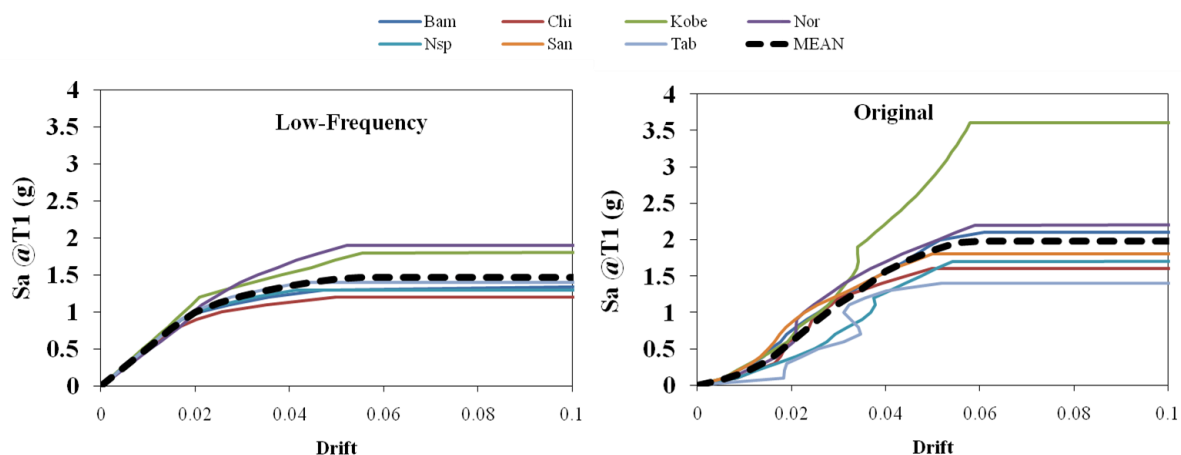 Bam Chi Kobe Nor
Nsp San Tab MEAN
Low-Frequency
Sa @T1 (g)
4
3.5
3
2.5
2
1.5
1
0.5
0
0 0.02 0.04 0.06 0.08 0.1
Drift
Original
Sa @T1 (g)
4
3.5
3
2.5
2
1.5
1
0.5
0
0 0.02 0.04 0.06 0.08 0.1
Drift